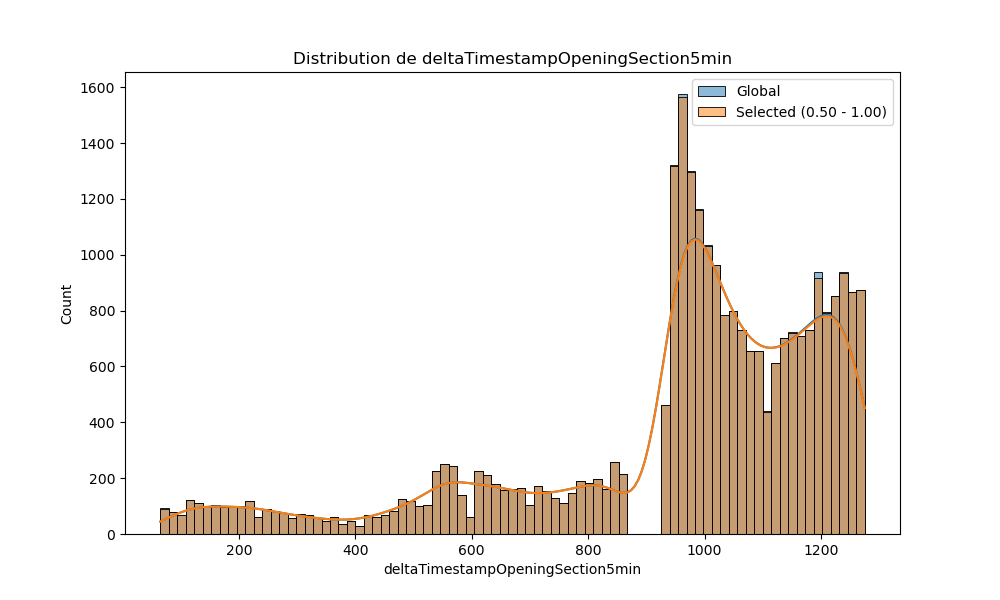 Distribution de deltaTimestampOpeningSection5min
Global
Selected (0.50 - 1.00)
1600
1400
1200
1000
800
600
400
200
0
Count
200 400 600 800 1000 1200
deltaTimestampOpeningSection5min